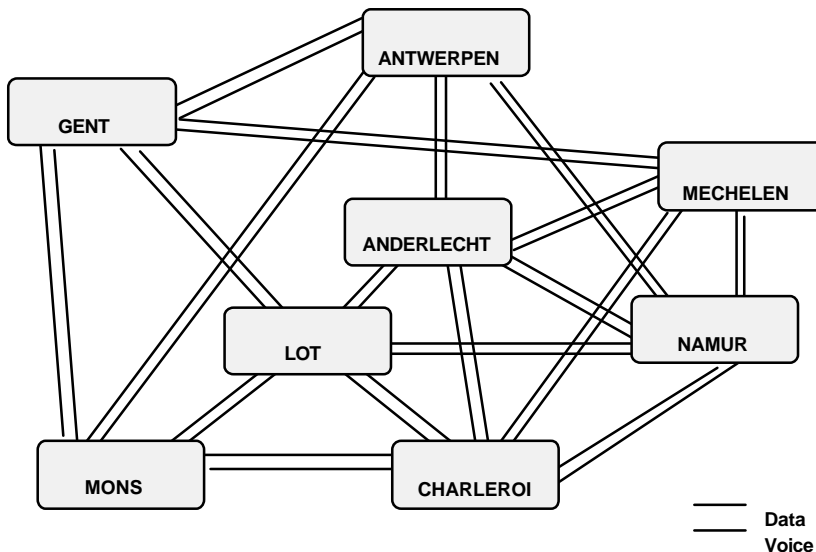 ANTWERPEN
GENT
MECHELEN
ANDERLECHT
LOT
NAMUR
MONS
CHARLEROI
Data
Voice